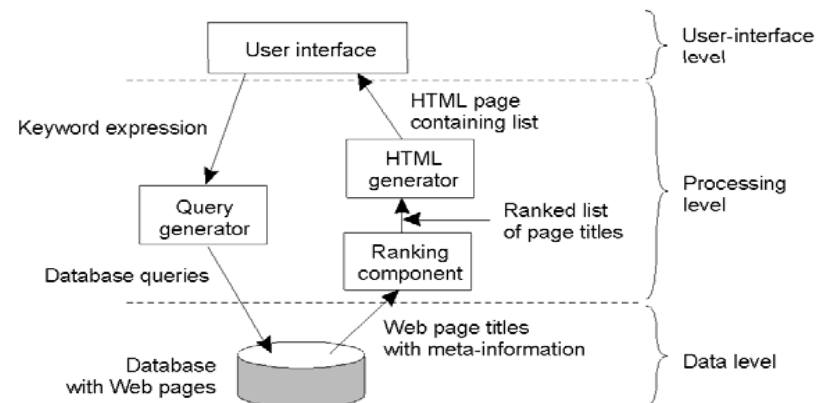 User interface
User-interface
level
Keyword expression
HTML page
containing list
HTML
generator
Processing
level
Query
generator
Ranked list
of page titles
Ranking
component
Database queries
Web page titles
with meta-information
Database
with Web pages
Data level